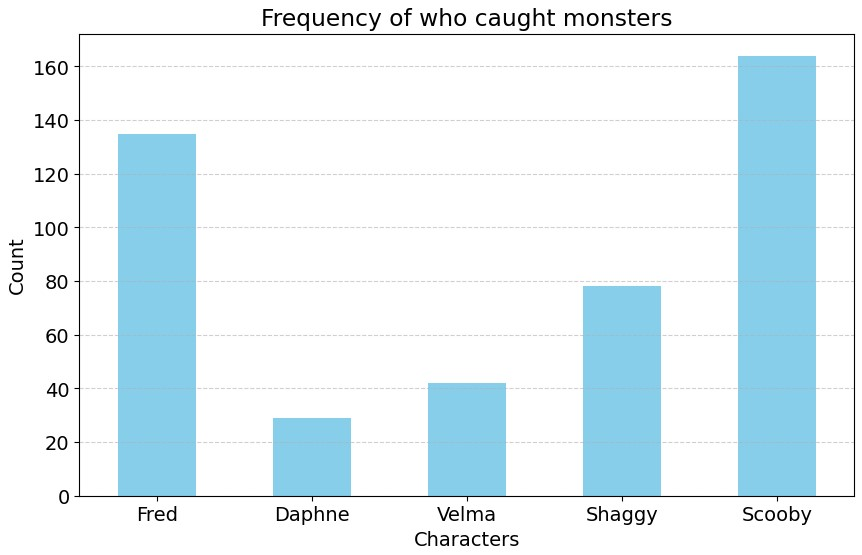 Frequency of who caught monsters
160
140
120
100
80
60
40
20
0
Count
Fred Daphne Velma Shaggy Scooby
Characters